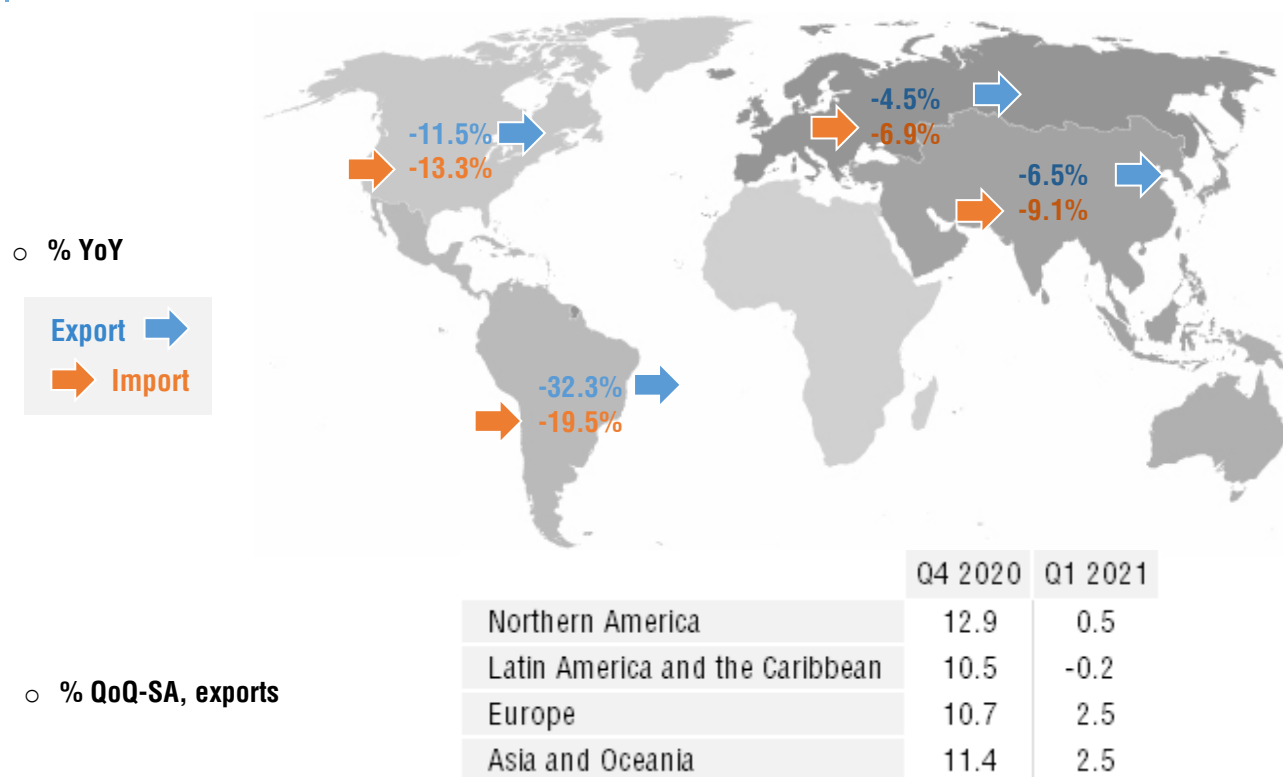 -4.5%
-11.5%
-6.9%
-13.3%
-6.5%
-9.1%
○ % YoY
Export
Import
-32.3%
-19.5%
Q4 2020 Q1 2021
Northern America 12.9 0.5
Latin America and the Caribbean 10.5 -0.2
○ % QoQ-SA, exports
Europe 10.7 2.5
Asia and Oceania 11.4 2.5